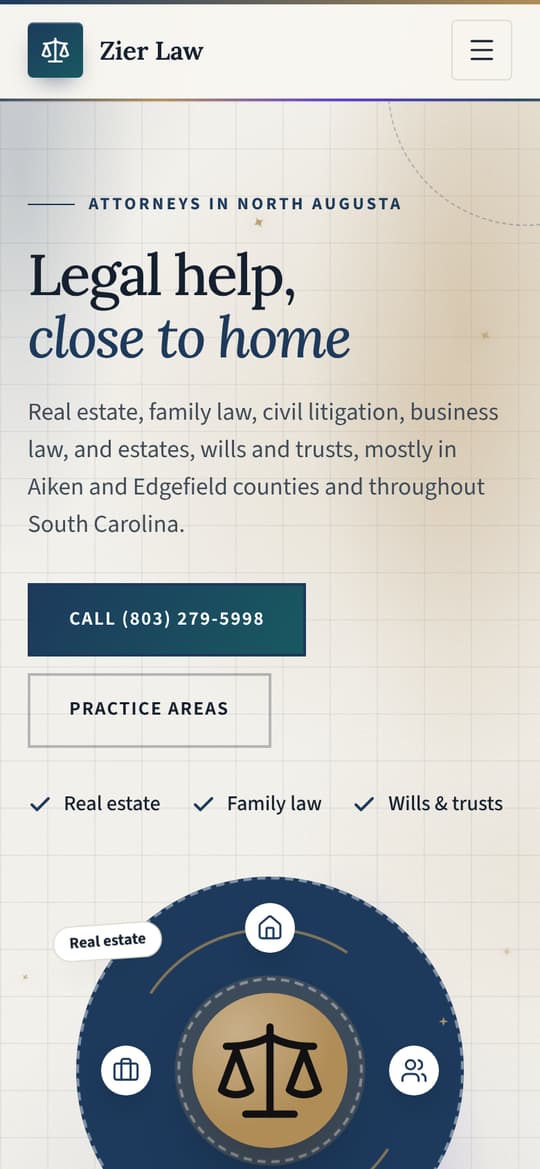 Zier Law
ATTORNEYS IN NORTH AUGUSTA
Legal help,
close to home
Real estate, family law, civil litigation, business
law, and estates, wills and trusts, mostly in
Aiken and Edgefield counties and throughout
South Carolina.
CALL (803) 279-5998
PRACTICE AREAS
Real estate
Family law
Wills & trusts
Real estate